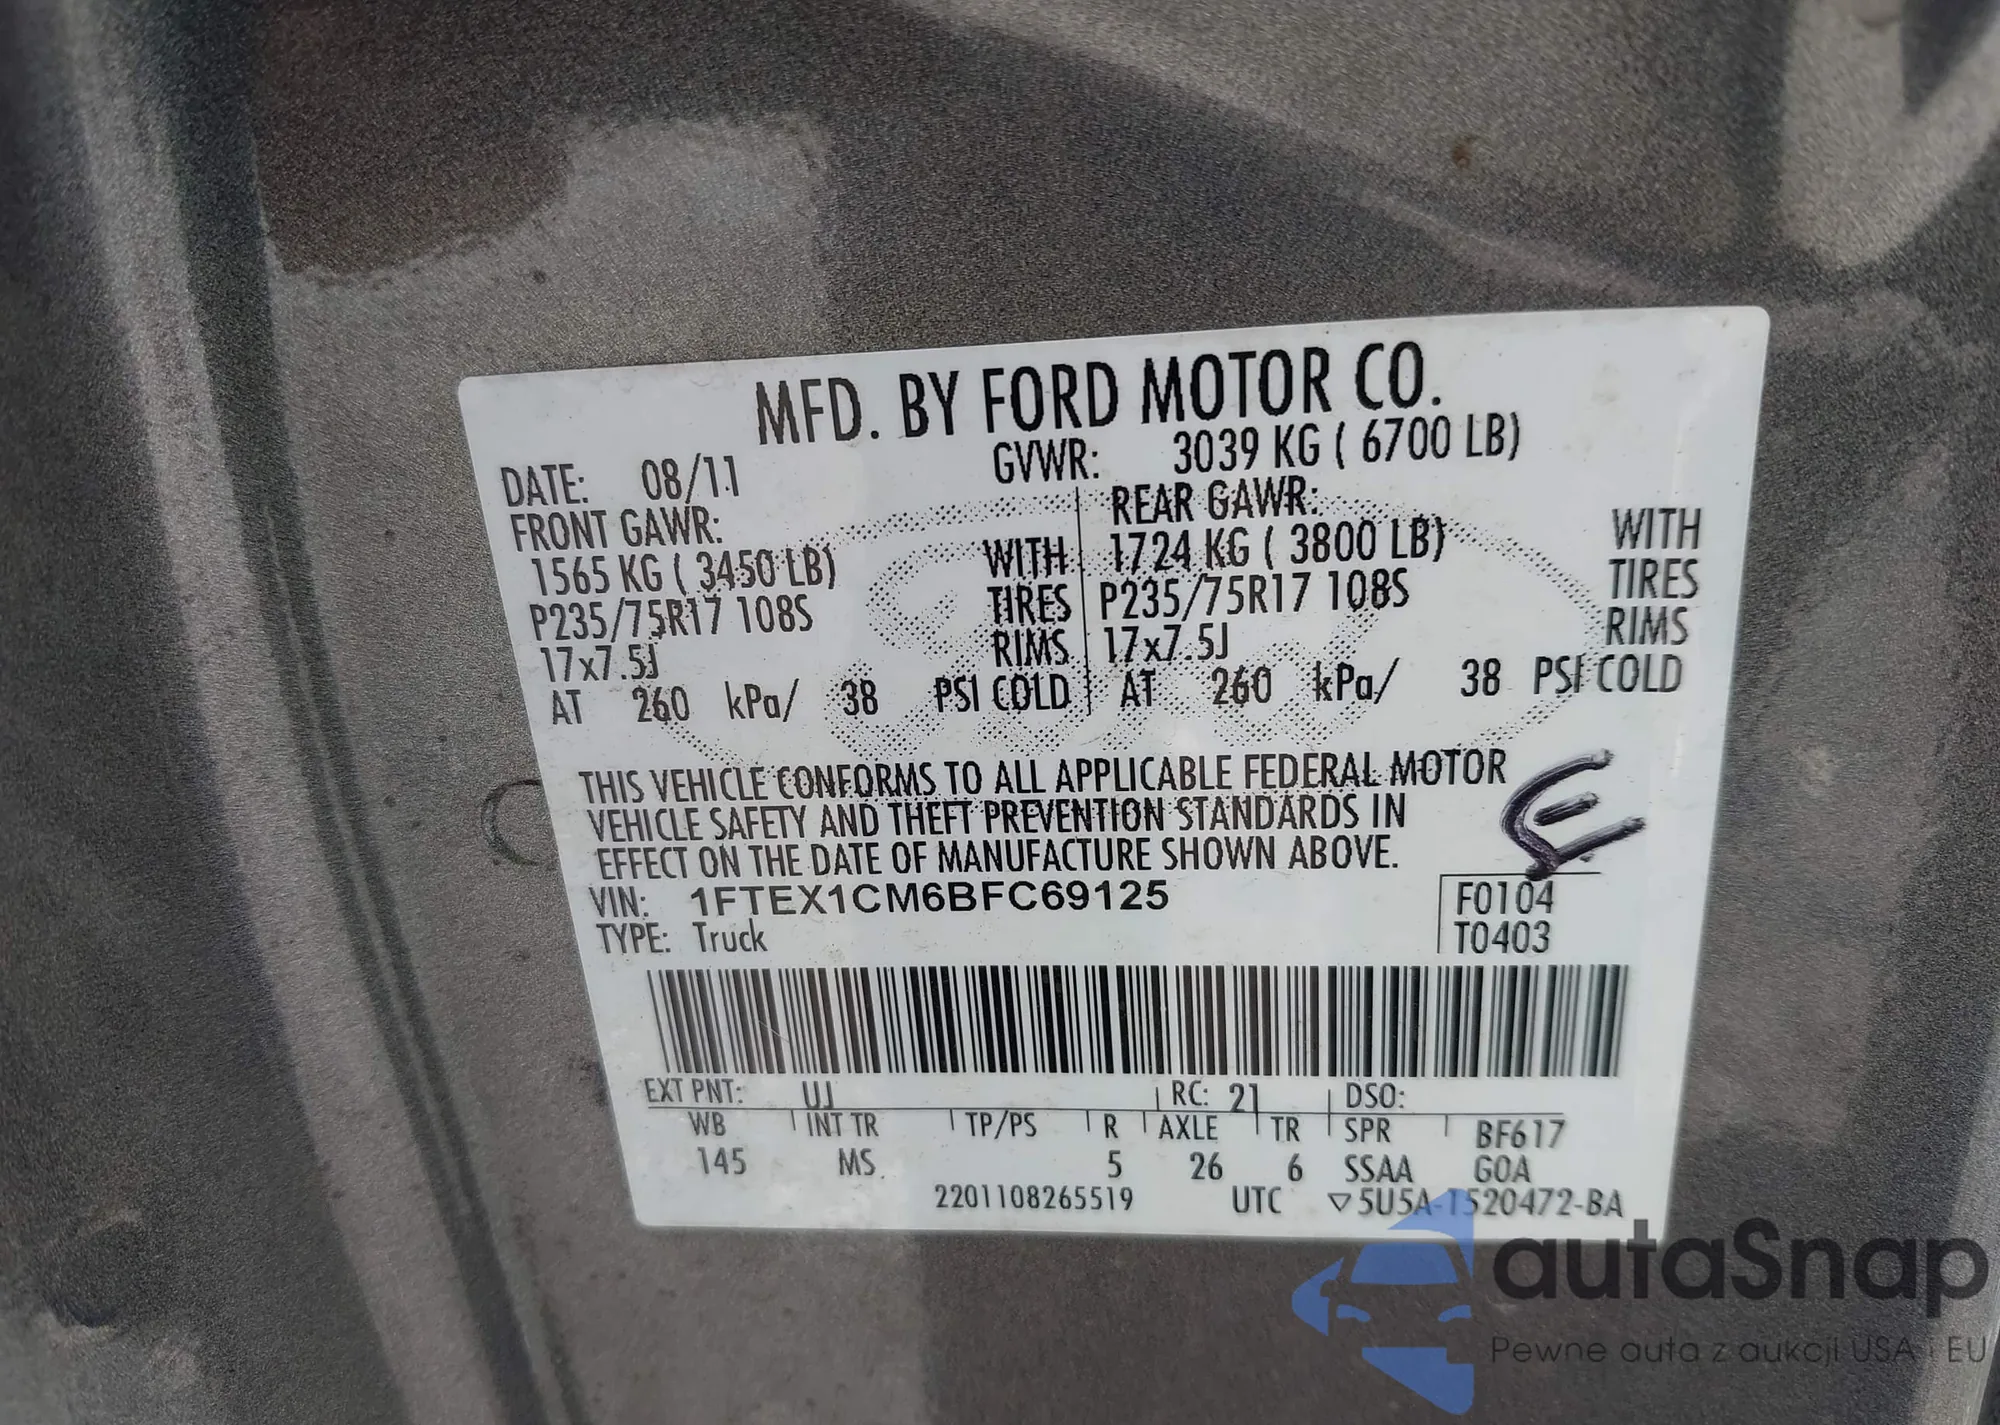 MFD. BY FORD MOTOR CO.
DATE: 08/11 GVWR: 3039 KG ( 6700 LB)
FRONT GAWR: REAR GAWR:
1565 KG ( 3450 LB) WITH 1724 KG ( 3800 LB) WITH
P235/75R17 108S TIRES P235/75R17 108S TIRES
17x7.5J RIMS 17x7.5J RIMS
AT 260 kPa/ 38 PSI COLD AT 260 kPa/ 38 PSI COLD
THIS VEHICLE CONFORMS TO ALL APPLICABLE FEDERAL MOTOR
VEHICLE SAFETY AND THEFT PREVENTION STANDARDS IN
EFFECT ON THE DATE OF MANUFACTURE SHOWN ABOVE.
E
VIN: 1FTEX1CM6BFC69125 F0104
TYPE: Truck T0403
EXT PNT: UJ RC: 21 DSO:
WB INT TR TP/PS R AXLE TR SPR BF617
145 MS 5 26 6 SSAA GOA
2201108265519 UTC ▽5U5A-1520472-BA
autaSnap
Pewne auta z aukcji USA i EU